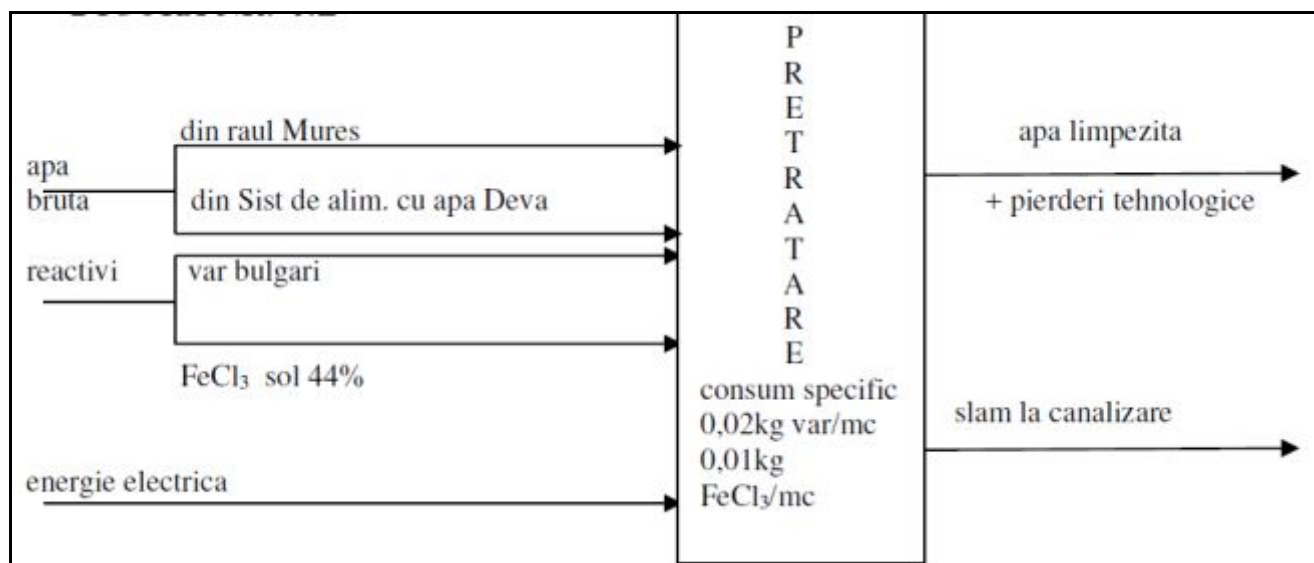 din raul Mures
apa
bruta
din Sist de alim. cu apa Deva
reactivi
var bulgari
FeCl₃ sol 44%
energie electrica
P
R
E
T
R
A
T
A
R
E
consum specific
0,02kg var/mc
0,01kg
FeCl₃/mc
apa limpezita
+ pierderi tehnologice
slam la canalizare